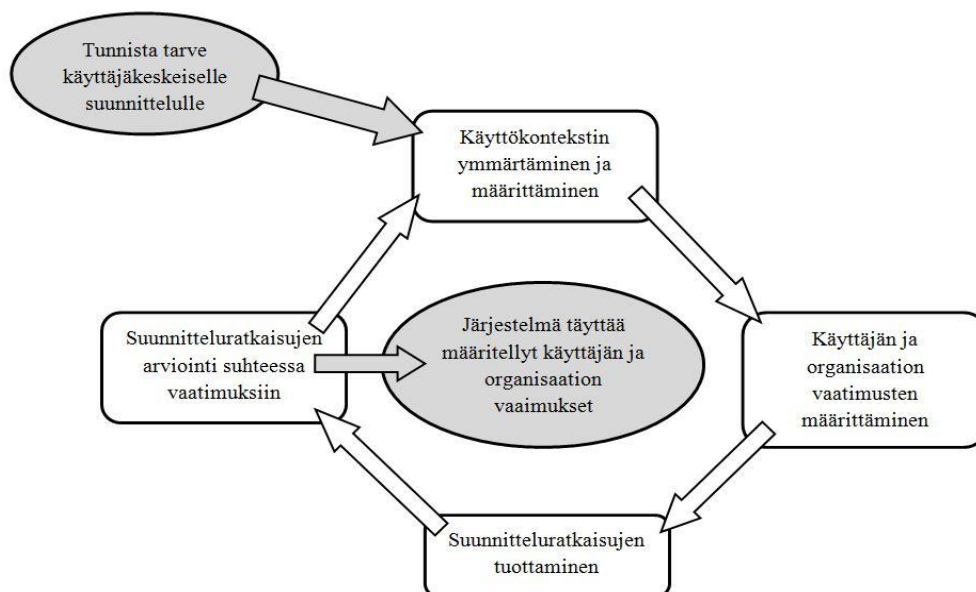 Tunnista tarve
käyttäjäkeskeiselle
suunnittelulle
Käyttökontekstin
ymmärtäminen ja
määrittäminen
Käyttäjän ja
organisaation
vaatimusten
määrittäminen
Suunnitteluratkaisujen
tuottaminen
Suunnitteluratkaisujen
arviointi suhteessa
vaatimuksiin
Järjestelmä täyttää
määritellyt käyttäjän ja
organisaation
vaaimukset